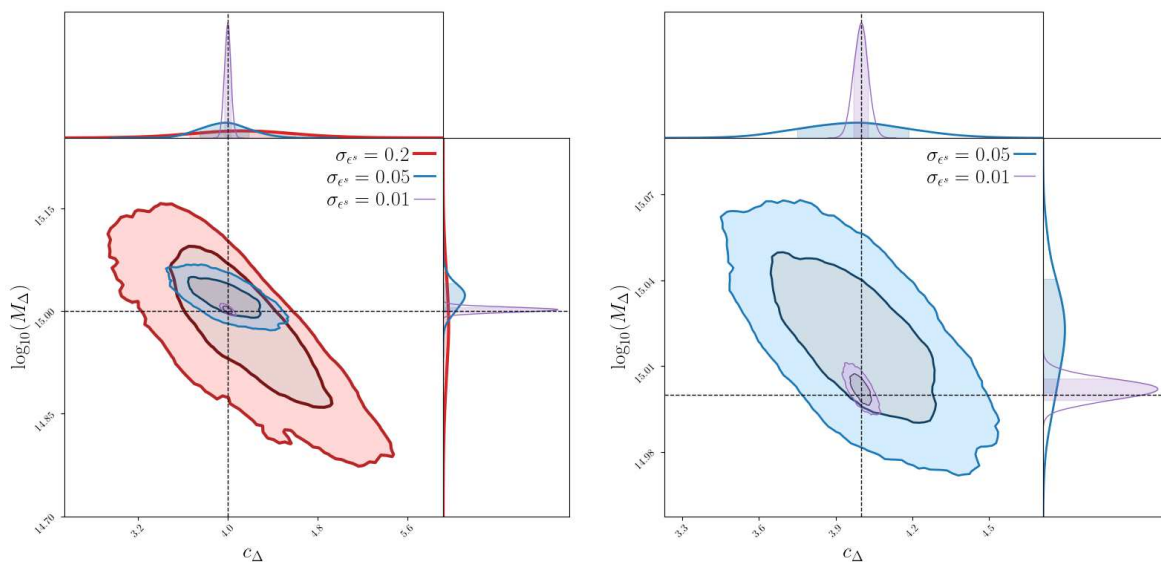 σ_{ϵ^s} = 0.2
σ_{ϵ^s} = 0.05
σ_{ϵ^s} = 0.01
log₁₀(M_Δ)
15.15
15.00
14.85
14.70
3.2 4.0 4.8 5.6
c_Δ
σ_{ϵ^s} = 0.05
σ_{ϵ^s} = 0.01
log₁₀(M_Δ)
15.07
15.04
15.01
14.98
3.3 3.6 3.9 4.2 4.5
c_Δ